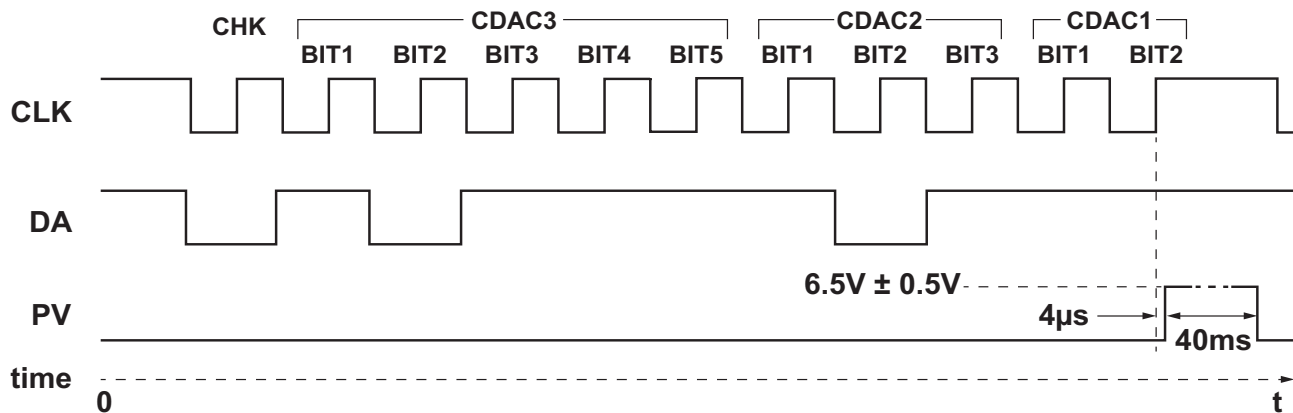 CHK CDAC3 CDAC2 CDAC1
BIT1 BIT2 BIT3 BIT4 BIT5 BIT1 BIT2 BIT3 BIT1 BIT2
CLK
DA
6.5V ± 0.5V
PV
4µs
40ms
time
0 t